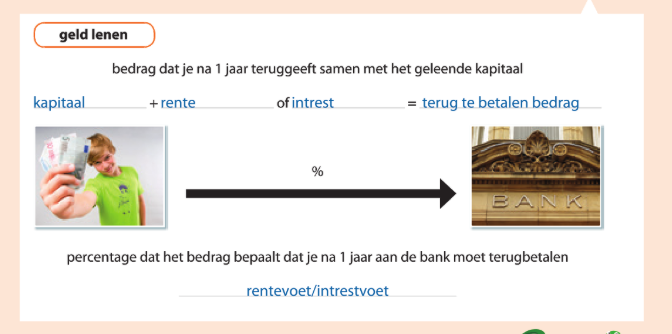 geld lenen
bedrag dat je na 1 jaar teruggeeft samen met het geleende kapitaal
kapitaal + rente of intrest = terug te betalen bedrag
%
BANK
percentage dat het bedrag bepaalt dat je na 1 jaar aan de bank moet terugbetalen
rentevoet/intrestvoet